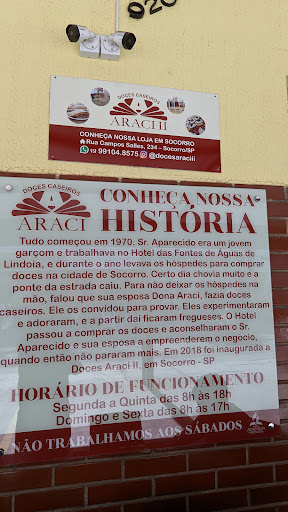 920
DOCES CASEIROS
ARACI II
CONHEÇA NOSSA LOJA EM SOCORRO
Rua Campos Salles, 234 - Socorro/SP
19 99104.8575 @docesaraciii
DOCES CASEIROS
ARACI
CONHEÇA NOSSA
HISTÓRIA
Tudo começou em 1970. Sr. Aparecido era um jovem
garçom e trabalhava no Hotel das Fontes de Águas de
Lindoia, e durante o ano levava os hóspedes para comprar
doces na cidade de Socorro. Certo dia chovia muito e a
ponte da estrada caiu. Para não deixar os hóspedes na
mão, falou que sua esposa Dona Araci, fazia doces
caseiros. Ele os convidou para provar. Eles experimentaram
e adoraram, e a partir daí ficaram fregueses. O Hotel
passou a comprar os doces e aconselharam o Sr.
Aparecido e sua esposa a empreenderem o negócio,
quando então não pararam mais. Em 2018 foi inaugurada a
Doces Araci II, em Socorro - SP
HORÁRIO DE FUNCIONAMENTO
Segunda a Quinta das 8h às 18h
Domingo e Sexta das 8h às 17h
NÃO TRABALHAMOS AOS SÁBADOS